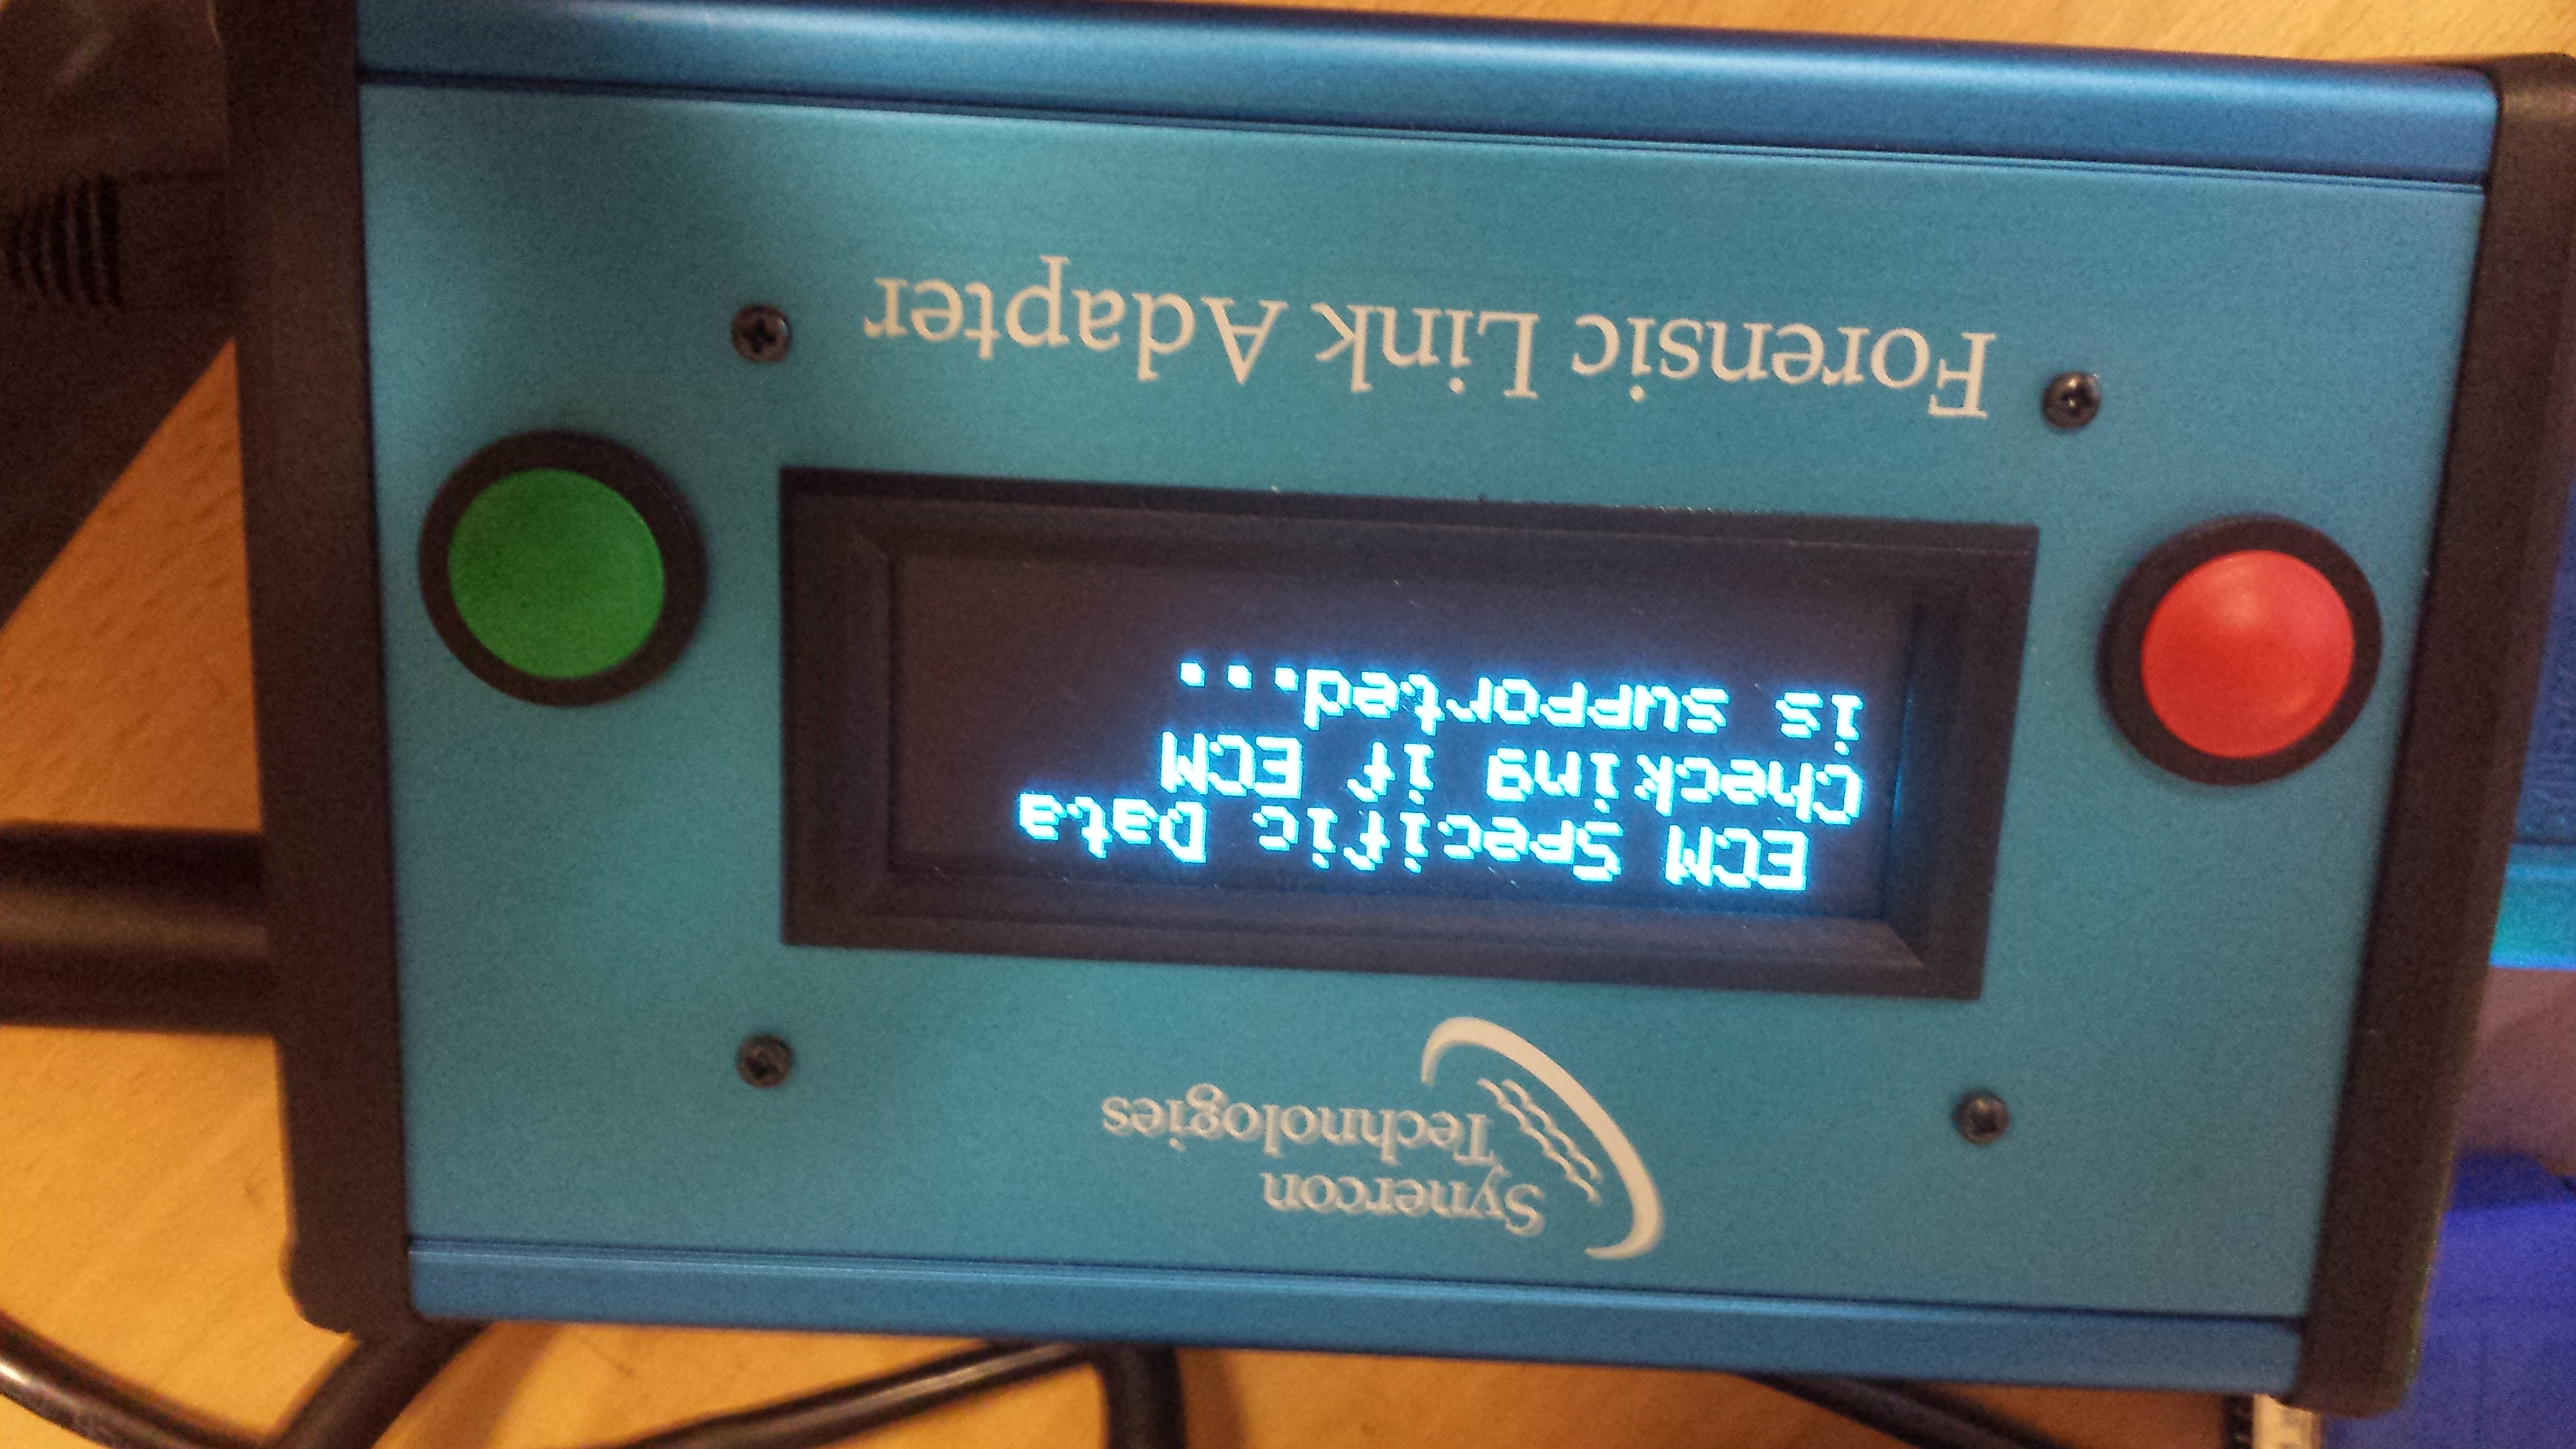 Synercon
Technologies
ECM Specific Data
Checking if ECM
is supported...
Forensic Link Adapter